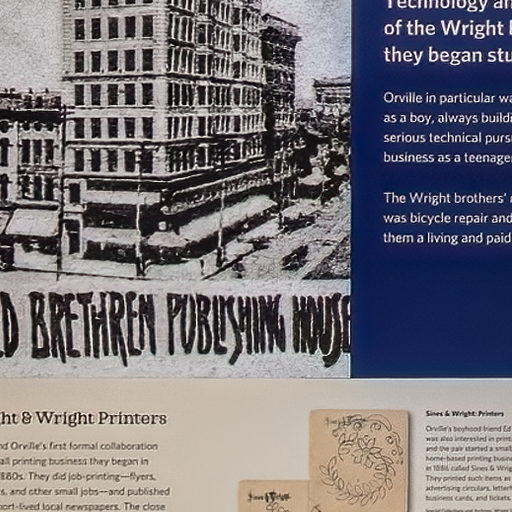 Technology an
of the Wright
they began stu
Orville in particular wa
as a boy, always buildi
serious technical pursu
business as a teenager
The Wright brothers'
was bicycle repair and
them a living and paid
D BRETHREN PUBLISHING HOUSE
ht & Wright Printers
nd Orville's first formal collaboration
all printing business they began in
1880s. They did job-printing—flyers,
s, and other small jobs—and published
hort-lived local newspapers. The close
Sines & Wright: Printers
Orville's boyhood friend Ed
was also interested in print
and the pair started a small
home-based printing busine
in 1886 called Sines & Wrig
They printed such items as
advertising circulars, letterh
business cards, and tickets.